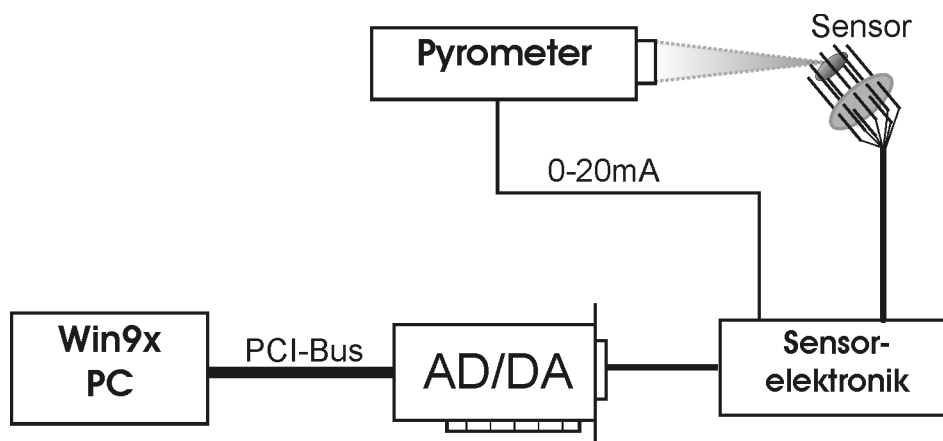 Sensor
Pyrometer
0-20mA
Win9x
PC
PCI-Bus
AD/DA
Sensor-
elektronik